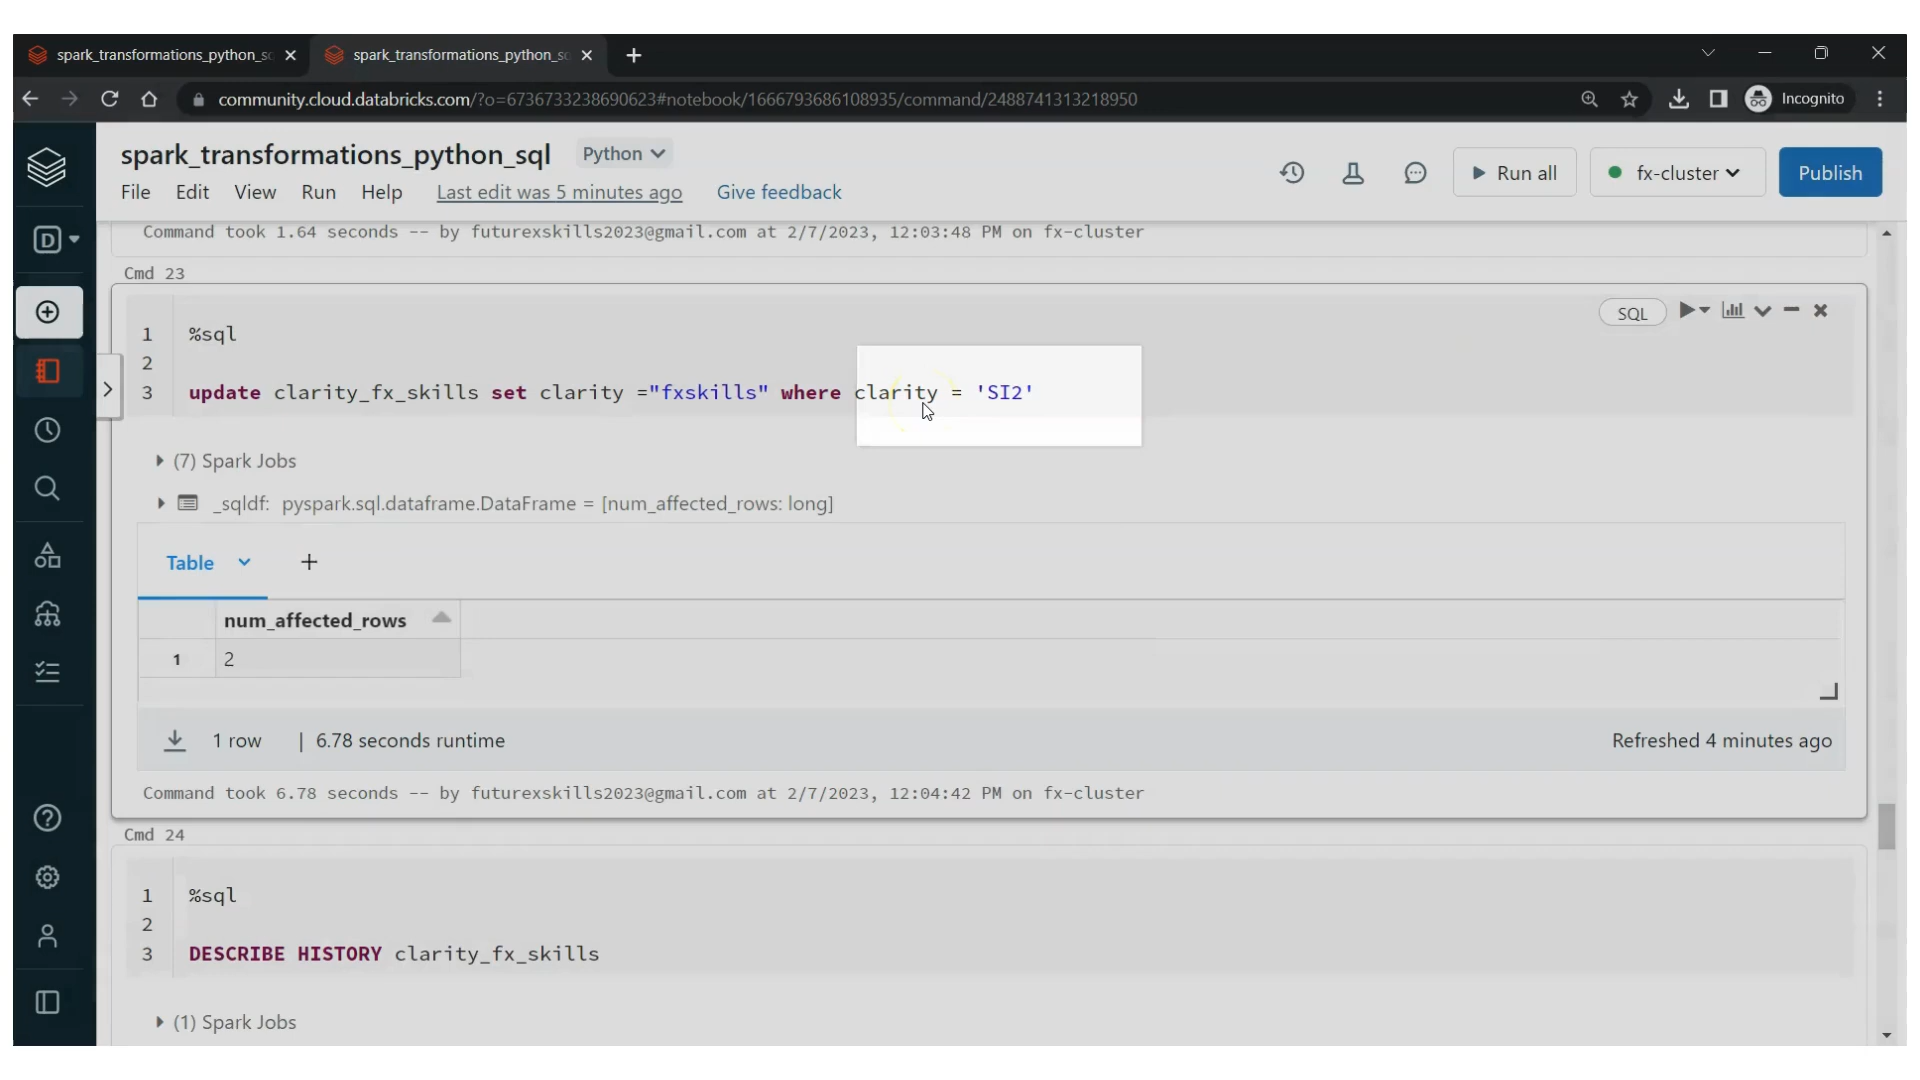 spark_transformations_python_sc
spark_transformations_python_sc
community.cloud.databricks.com/?o=6736733238690623#notebook/1666793686108935/command/2488741313218950
Incognito
spark_transformations_python_sql
Python
File Edit View Run Help Last edit was 5 minutes ago Give feedback
Run all
fx-cluster
Publish
D
Command took 1.64 seconds -- by futurexskills2023@gmail.com at 2/7/2023, 12:03:48 PM on fx-cluster
Cmd 23
SQL
1 %sql
2
3 update clarity_fx_skills set clarity ="fxskills" where clarity = 'SI2'
(7) Spark Jobs
_sqldf: pyspark.sql.dataframe.DataFrame = [num_affected_rows: long]
Table
num_affected_rows
1 2
1 row | 6.78 seconds runtime
Refreshed 4 minutes ago
Command took 6.78 seconds -- by futurexskills2023@gmail.com at 2/7/2023, 12:04:42 PM on fx-cluster
Cmd 24
1 %sql
2
3 DESCRIBE HISTORY clarity_fx_skills
(1) Spark Jobs